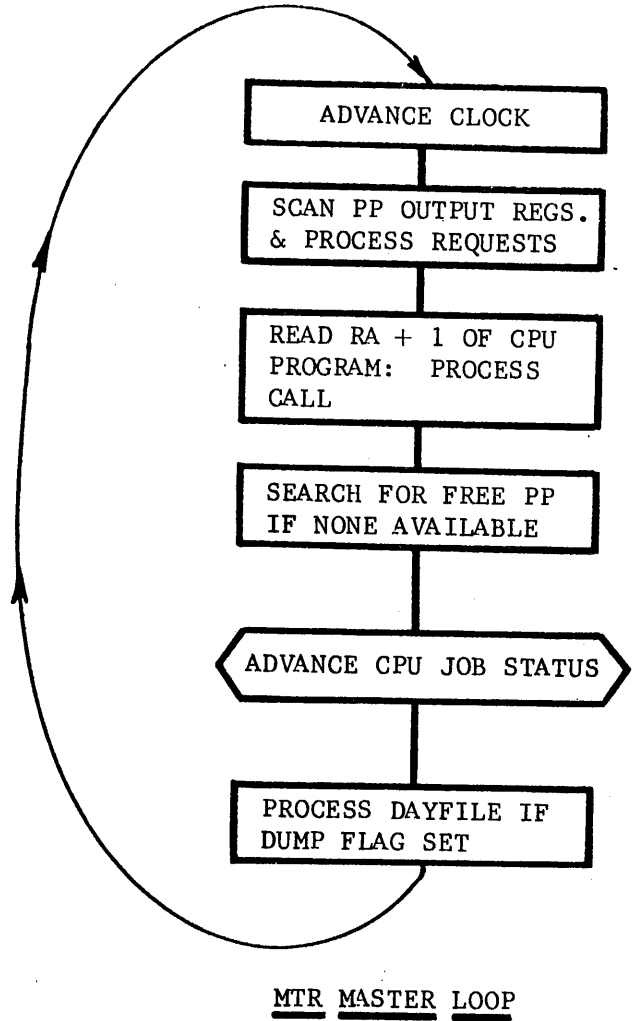 ADVANCE CLOCK
SCAN PP OUTPUT REGS.
& PROCESS REQUESTS
READ RA + 1 OF CPU
PROGRAM: PROCESS
CALL
SEARCH FOR FREE PP
IF NONE AVAILABLE
ADVANCE CPU JOB STATUS
PROCESS DAYFILE IF
DUMP FLAG SET
MTR MASTER LOOP